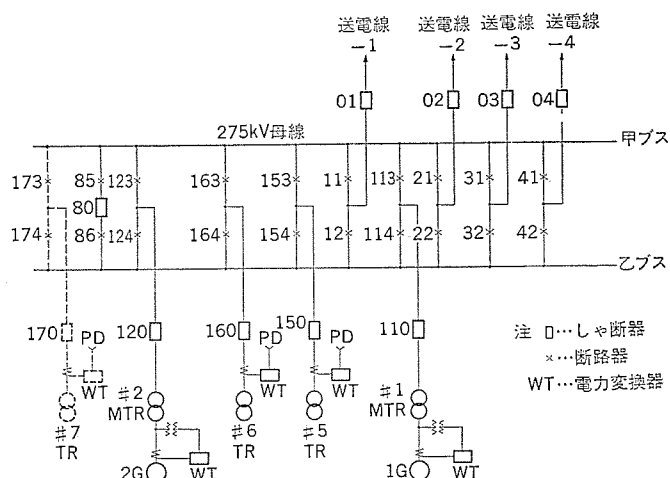 送電線 送電線 送電線 送電線
-1 -2 -3 -4
01 02 03 04
275kV母線
甲ブス
173 85 123 163 153 11 113 21 31 41
80
174 86 124 164 154 12 114 22 32 42
乙ブス
170 PD 120 160 PD 150 PD 110
注 ▯…しゃ断器
×…断路器
WT…電力変換器
WT WT WT
#7 TR
#2 MTR
#6 TR
#5 TR
#1 MTR
2G WT
1G WT